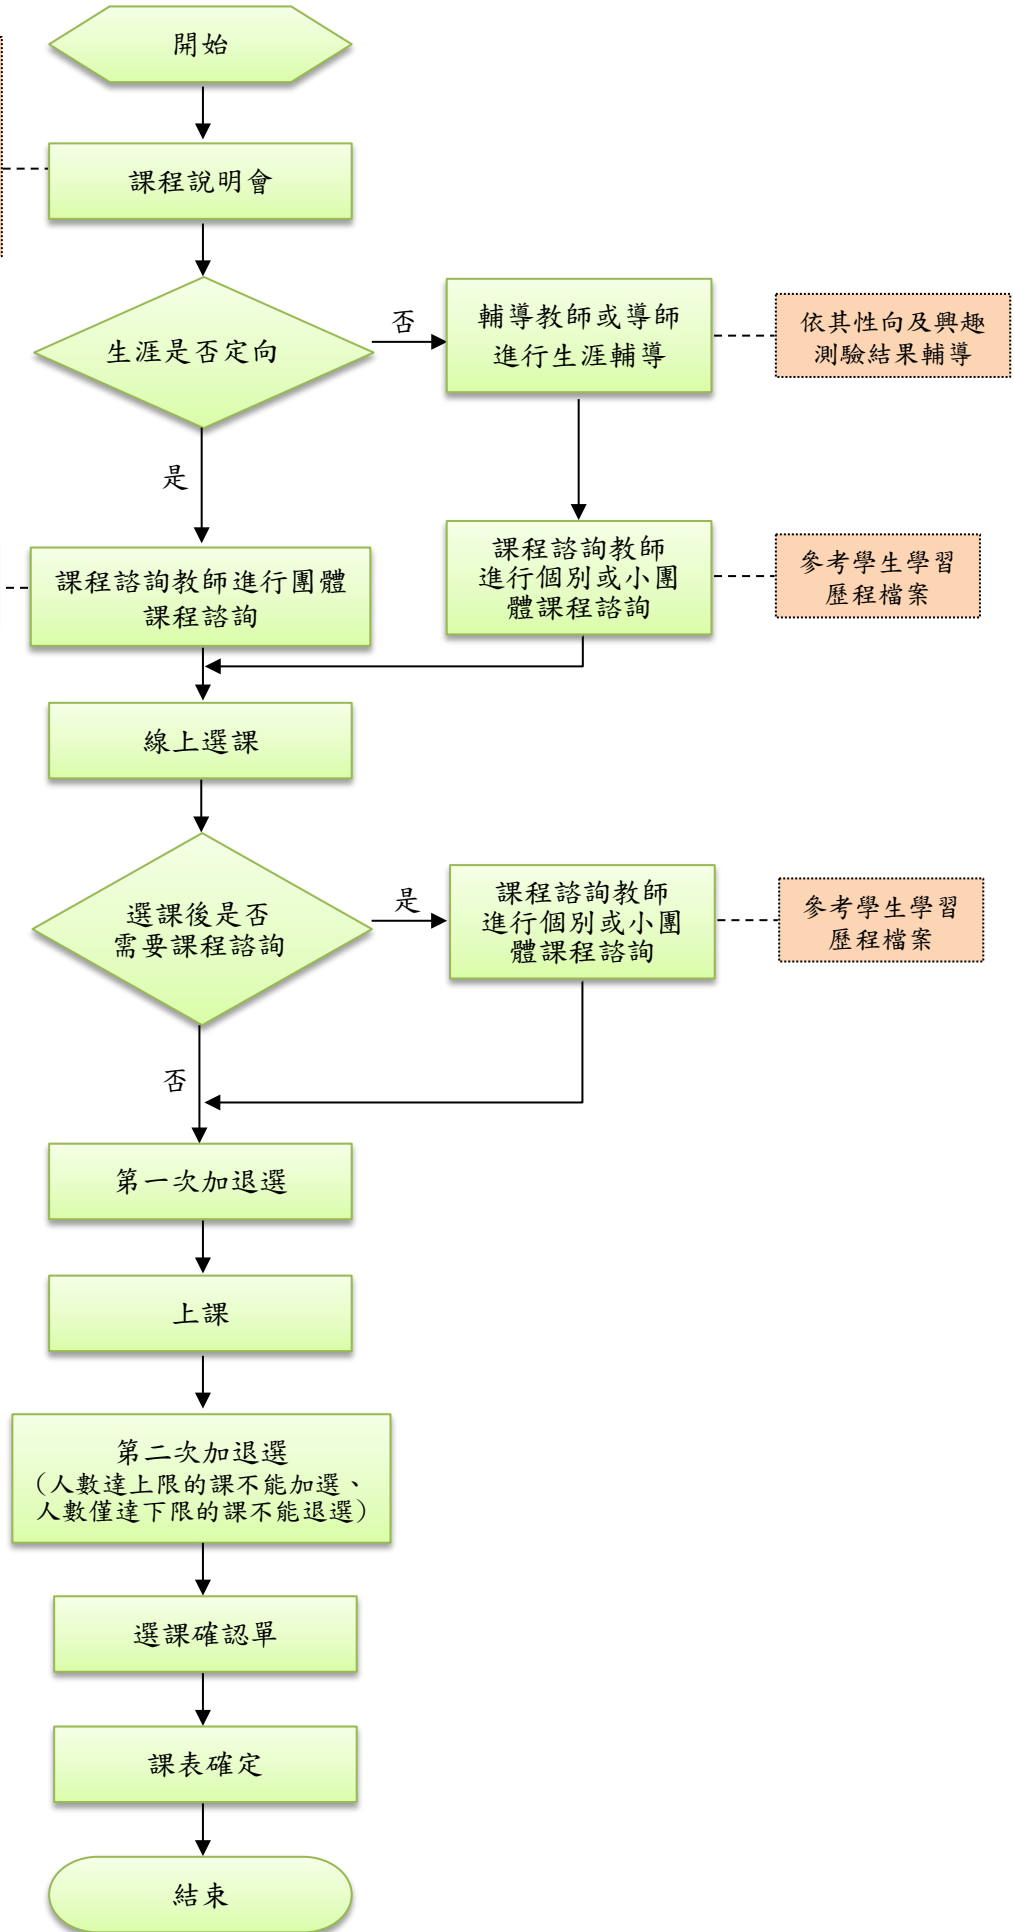 開始
課程說明會
生涯是否定向
否
輔導教師或導師
進行生涯輔導
依其性向及興趣
測驗結果輔導
是
課程諮詢教師進行團體
課程諮詢
課程諮詢教師
進行個別或小團
體課程諮詢
參考學生學習
歷程檔案
線上選課
選課後是否
需要課程諮詢
是
課程諮詢教師
進行個別或小團
體課程諮詢
參考學生學習
歷程檔案
否
第一次加退選
上課
第二次加退選
（人數達上限的課不能加選、
人數僅達下限的課不能退選）
選課確認單
課表確定
結束